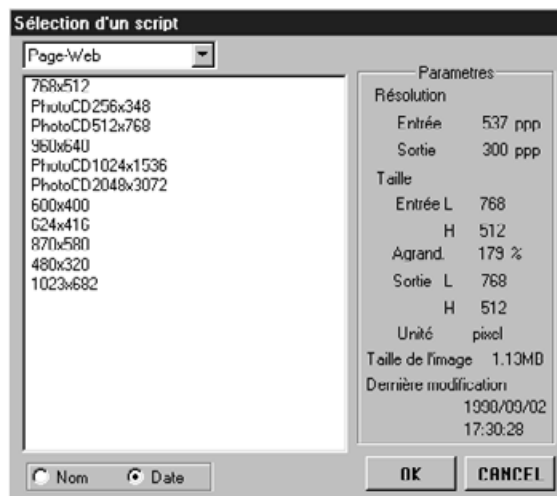 Sélection d'un script
Page-Web
768x512
PhotoCD256x348
PhotoCD512x768
960x640
PhotoCD1024x1536
PhotoCD2048x3072
600x400
624x416
870x580
480x320
1023x682
Nom
Date
Parametres
Résolution
Entrée 537 ppp
Sortie 300 ppp
Taille
Entrée L 768
H 512
Agrand. 179 %
Sortie L 768
H 512
Unité pixel
Taille de l'image 1.13MB
Dernière modification
1998/09/02
17:30:28
OK
CANCEL